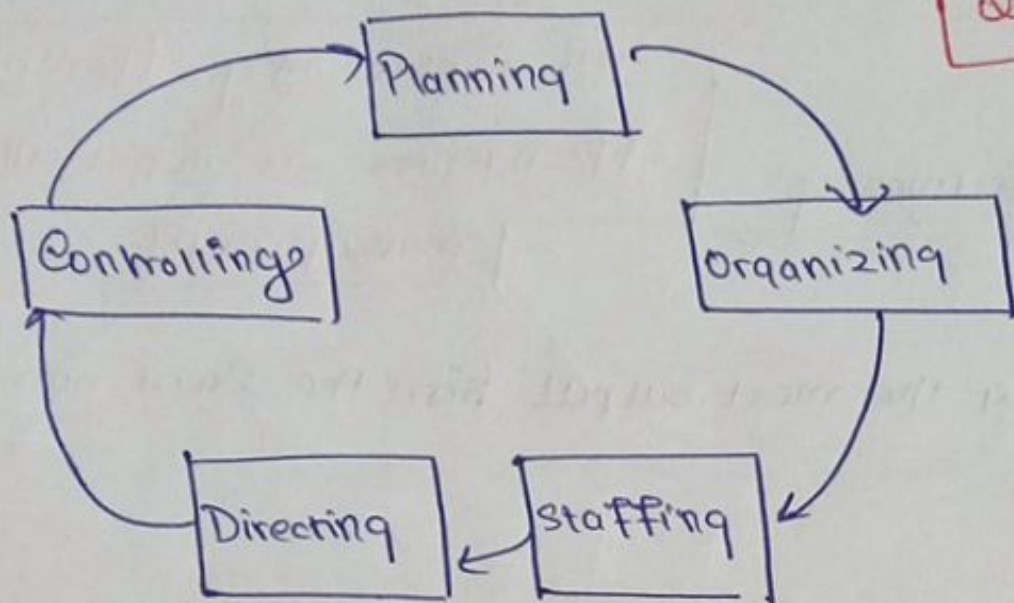 Q
Planning
Controlling
Organizing
Directing
Staffing